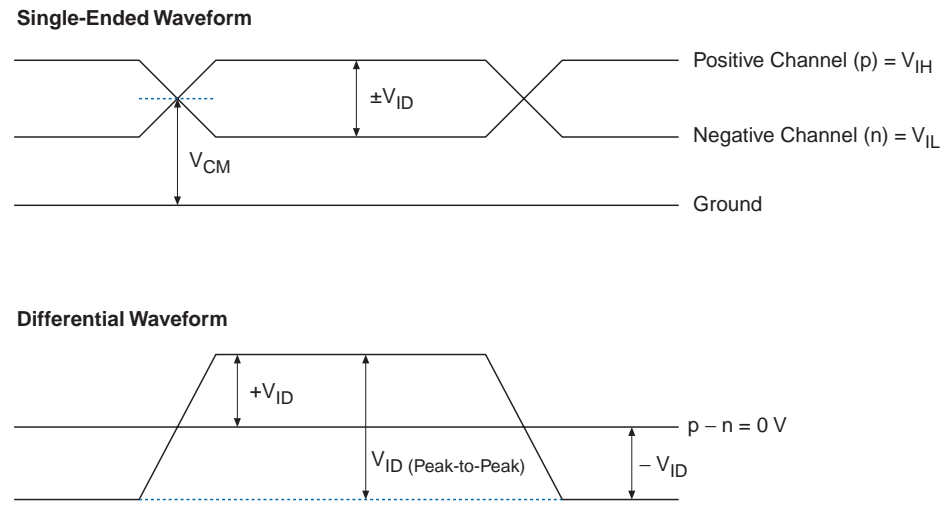 Single-Ended Waveform
Positive Channel (p) = VIH
±VID
Negative Channel (n) = VIL
VCM
Ground
Differential Waveform
+VID
p − n = 0 V
VID (Peak-to-Peak)
− VID